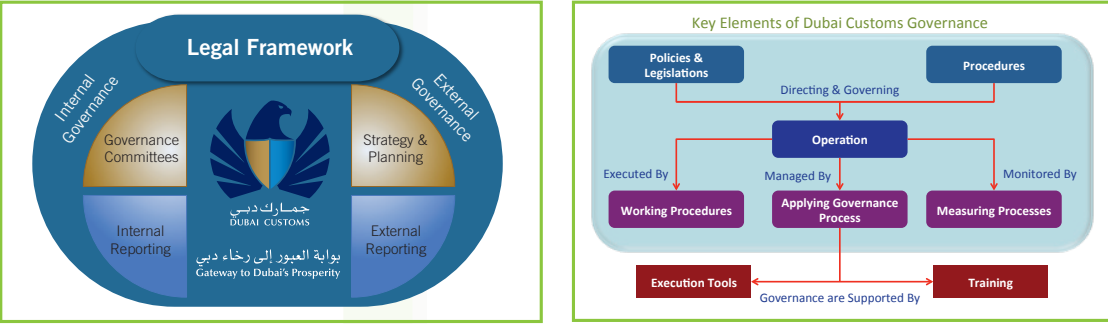 Legal Framework
Internal
Governance
External
Governance
Governance
Committees
Strategy &
Planning
جمـارك دبـي
DUBAI CUSTOMS
Internal
Reporting
External
Reporting
بوابة العبور إلى رخاء دبي
Gateway to Dubai's Prosperity
Key Elements of Dubai Customs Governance
Policies &
Legislations
Procedures
Directing & Governing
Operation
Executed By
Managed By
Monitored By
Working Procedures
Applying Governance
Process
Measuring Processes
Execution Tools
Training
Governance are Supported By